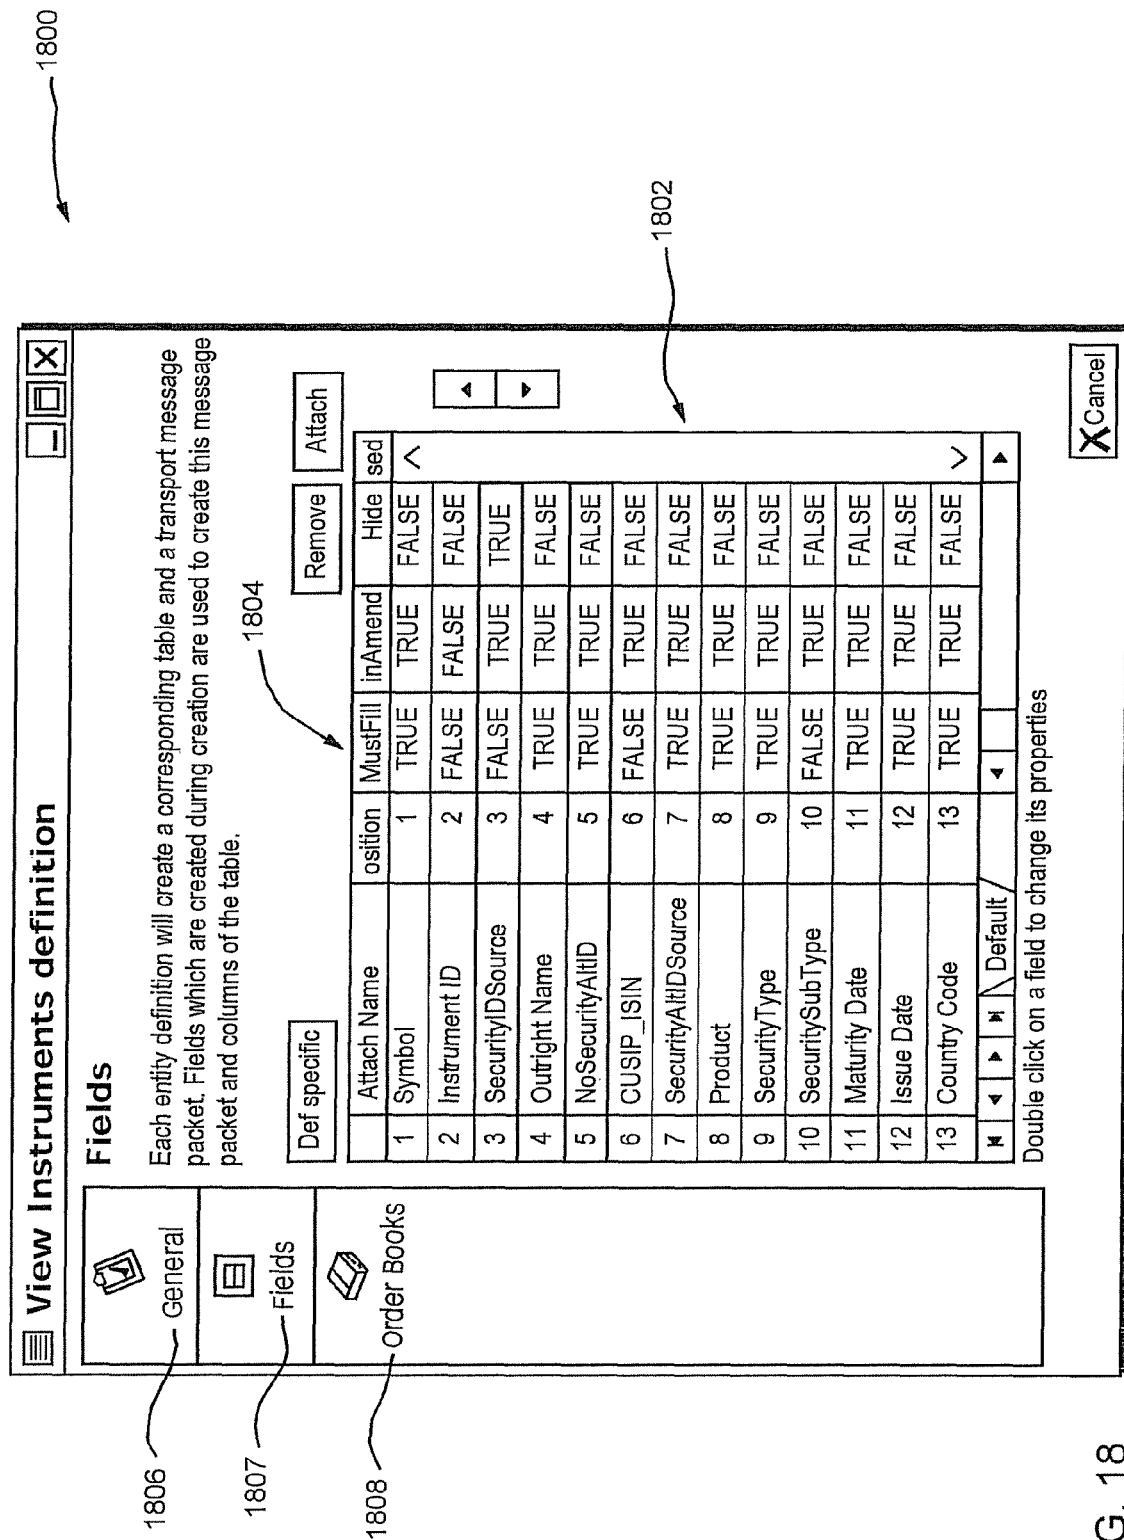 1800
View Instruments definition
Fields
Each entity definition will create a corresponding table and a transport message
packet. Fields which are created during creation are used to create this message
packet and columns of the table.
General
Fields
Order Books
1806
1807
1808
1804
1802
Def specific Remove Attach
Attach Name osition MustFill inAmend Hide sed
1 Symbol 1 TRUE TRUE FALSE
2 Instrument ID 2 FALSE FALSE FALSE
3 SecurityIDSource 3 FALSE TRUE TRUE
4 Outright Name 4 TRUE TRUE FALSE
5 NoSecurityAltID 5 TRUE TRUE FALSE
6 CUSIP_ISIN 6 FALSE TRUE FALSE
7 SecurityAltIDSource 7 TRUE TRUE FALSE
8 Product 8 TRUE TRUE FALSE
9 SecurityType 9 TRUE TRUE FALSE
10 SecuritySubType 10 FALSE TRUE FALSE
11 Maturity Date 11 TRUE TRUE FALSE
12 Issue Date 12 TRUE TRUE FALSE
13 Country Code 13 TRUE TRUE FALSE
Default
Double click on a field to change its properties
Cancel
G. 18